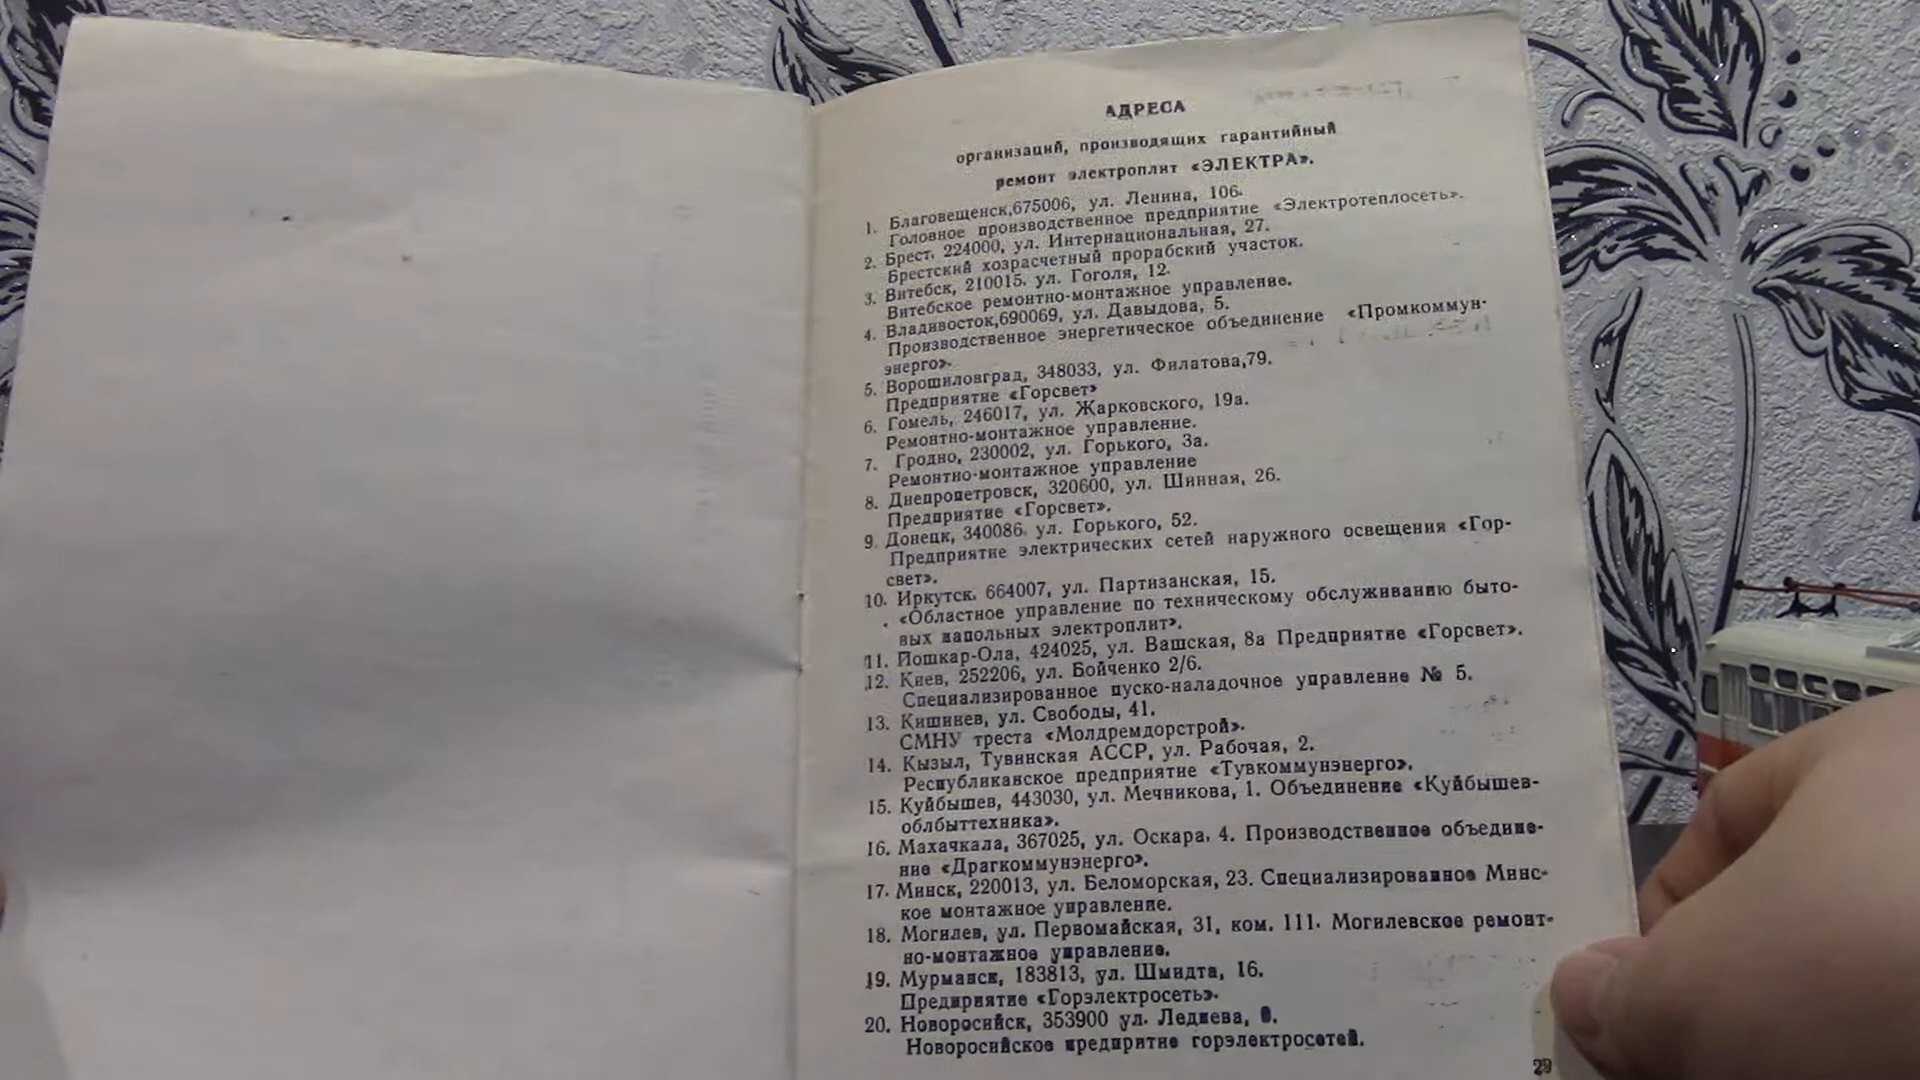 АДРЕСА
организаций, производящих гарантийный
ремонт электроплит «ЭЛЕКТРА».
1. Благовещенск,675006, ул. Ленина, 106.
Головное производственное предприятие «Электротеплосеть».
2. Брест, 224000, ул. Интернациональная, 27.
Брестский хозрасчетный прорабский участок.
3. Витебск, 210015. ул. Гоголя, 12.
Витебское ремонтно-монтажное управление.
4. Владивосток,690069, ул. Давыдова, 5.
Производственное энергетическое объединение «Промкоммун-
энерго».
5. Ворошиловград, 348033, ул. Филатова,79.
Предприятие «Горсвет»
6. Гомель, 246017, ул. Жарковского, 19а.
Ремонтно-монтажное управление.
7. Гродно, 230002, ул. Горького, 3а.
Ремонтно-монтажное управление
8. Днепропетровск, 320600, ул. Шинная, 26.
Предприятие «Горсвет».
9. Донецк, 340086. ул. Горького, 52.
Предприятие электрических сетей наружного освещения «Гор-
свет».
10. Иркутск. 664007, ул. Партизанская, 15.
«Областное управление по техническому обслуживанию быто-
вых напольных электроплит».
11. Йошкар-Ола, 424025, ул. Вашская, 8а Предприятие «Горсвет».
12. Киев, 252206, ул. Бойченко 2/6.
Специализированное пуско-наладочное управление № 5.
13. Кишинев, ул. Свободы, 41.
СМНУ треста «Молдремдорстрой».
14. Кызыл, Тувинская АССР, ул. Рабочая, 2.
Республиканское предприятие «Тувкоммунэнерго».
15. Куйбышев, 443030, ул. Мечникова, 1. Объединение «Куйбышев-
облбыттехника».
16. Махачкала, 367025, ул. Оскара. 4. Производственное объедине-
ние «Драгкоммунэнерго».
17. Минск, 220013, ул. Беломорская, 23. Специализированное Минс-
кое монтажное управление.
18. Могилев, ул. Первомайская, 31, ком. 111. Могилевское ремонт-
но-монтажное управление.
19. Мурманск, 183813, ул. Шмидта, 16.
Предприятие «Горэлектросеть».
20. Новоросийск, 353900 ул. Леднева,
Новоросийское предпритие горэлектросетей.
29